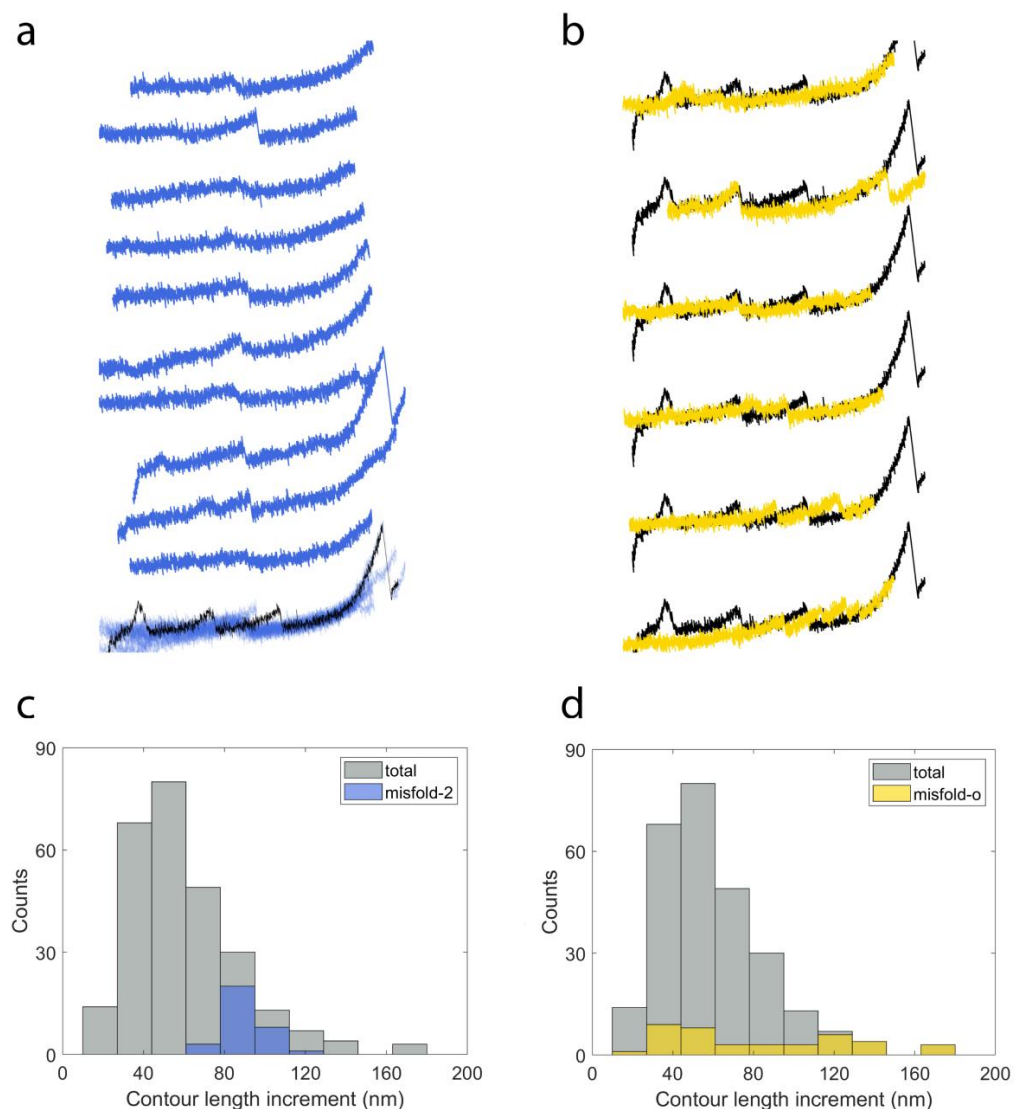 a
b
c
d
90
60
30
0
Counts
total
misfold-2
0 40 80 120 160 200
Contour length increment (nm)
90
60
30
0
Counts
total
misfold-o
0 40 80 120 160 200
Contour length increment (nm)